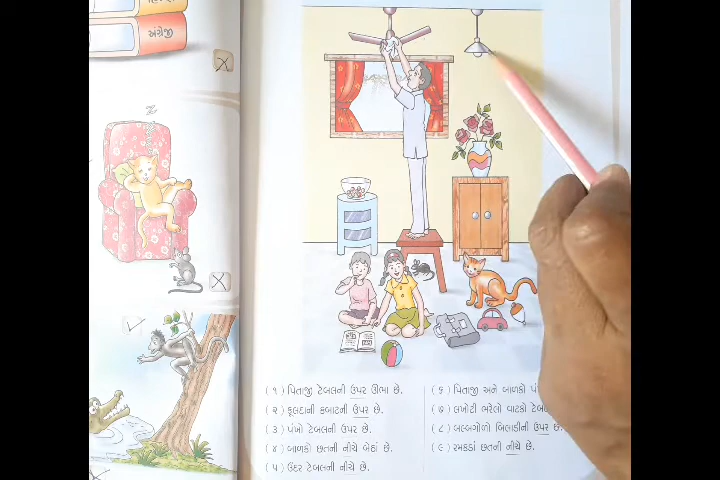 અંગ્રેજી
z
(૧) પિતાજી ટેબલની ઉપર ઊભા છે.
(૨) ફૂલદાની કબાટની ઉપર છે.
(૩) પંખો ટેબલની ઉપર છે.
(૪) બાળકો છતની નીચે બેઠાં છે.
(૫) ઉંદર ટેબલની નીચે છે.
(૬) પિતાજી અને બાળકો
(૭) લખોટી ભરેલો વાટકો
(૮) બલ્બગોળો બિલાડીની ઉપર છે.
(૯) રમકડાં છતની નીચે છે.